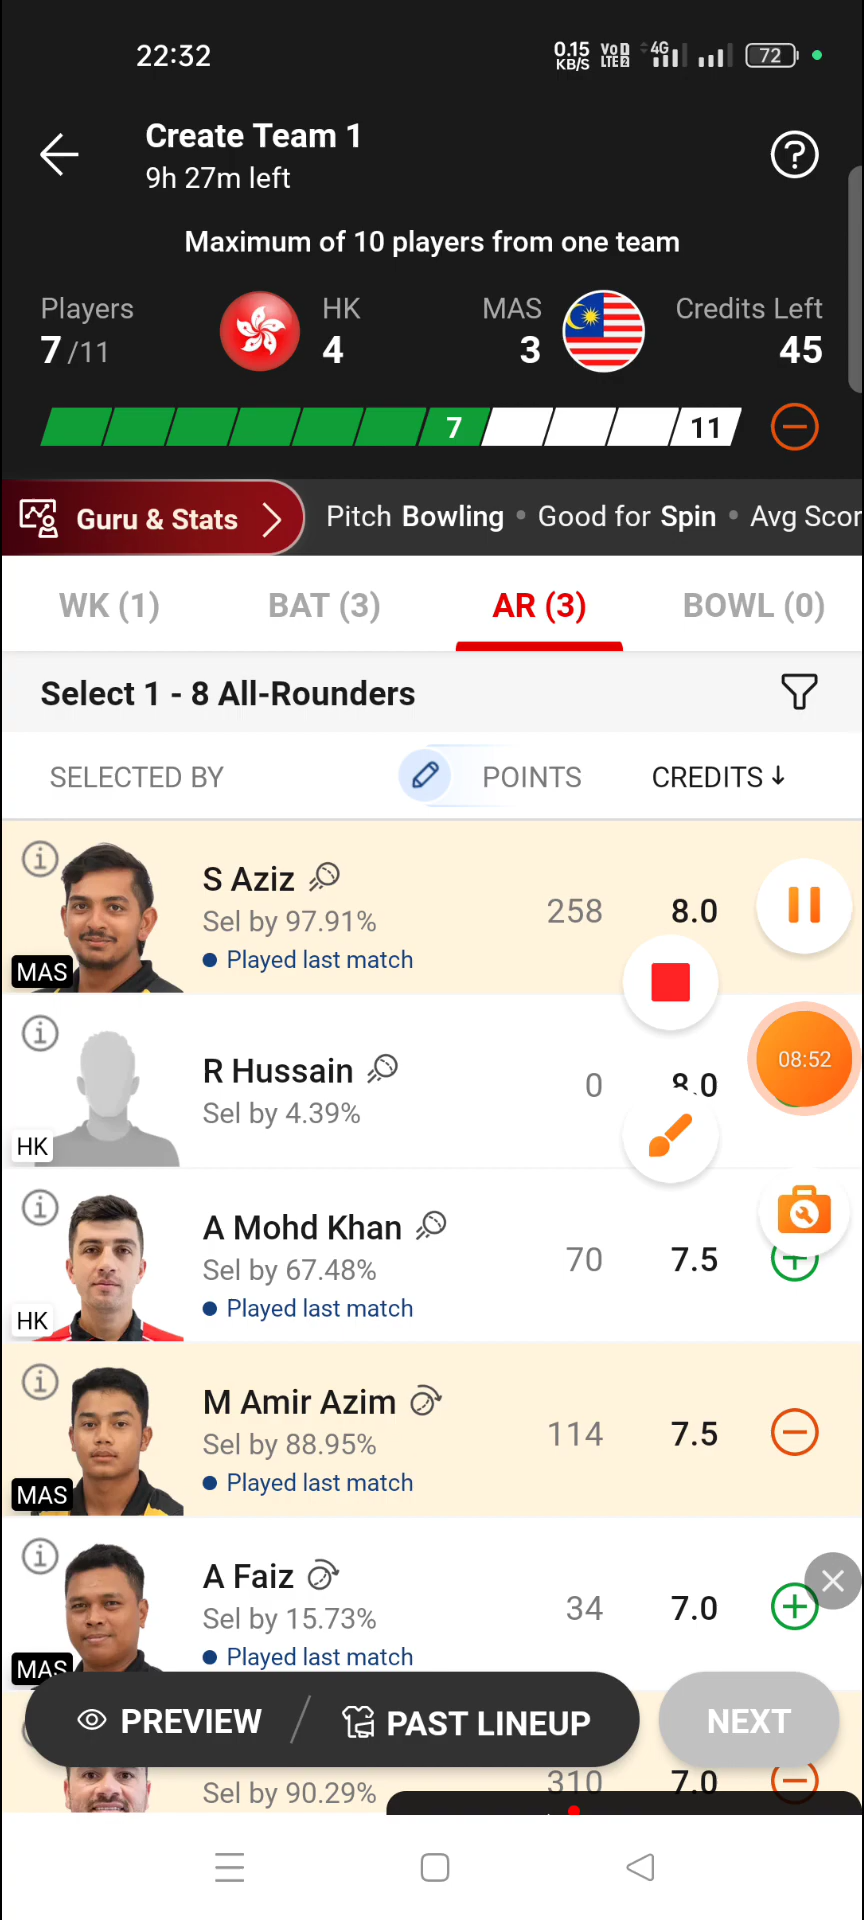 22:32
0.15 KB/S VoD LTE2 4G 72
Create Team 1
9h 27m left
Maximum of 10 players from one team
Players HK MAS Credits Left
7/11 4 3 45
7 11
Guru & Stats Pitch Bowling • Good for Spin • Avg Scor
WK (1) BAT (3) AR (3) BOWL (0)
Select 1 - 8 All-Rounders
SELECTED BY POINTS CREDITS ↓
S Aziz
Sel by 97.91% 258 8.0
Played last match
MAS
R Hussain
Sel by 4.39% 0 8.0
08:52
HK
A Mohd Khan
Sel by 67.48% 70 7.5
Played last match
HK
M Amir Azim
Sel by 88.95% 114 7.5
Played last match
MAS
A Faiz
Sel by 15.73% 34 7.0
Played last match
MAS
PREVIEW / PAST LINEUP NEXT
Sel by 90.29% 310 7.0